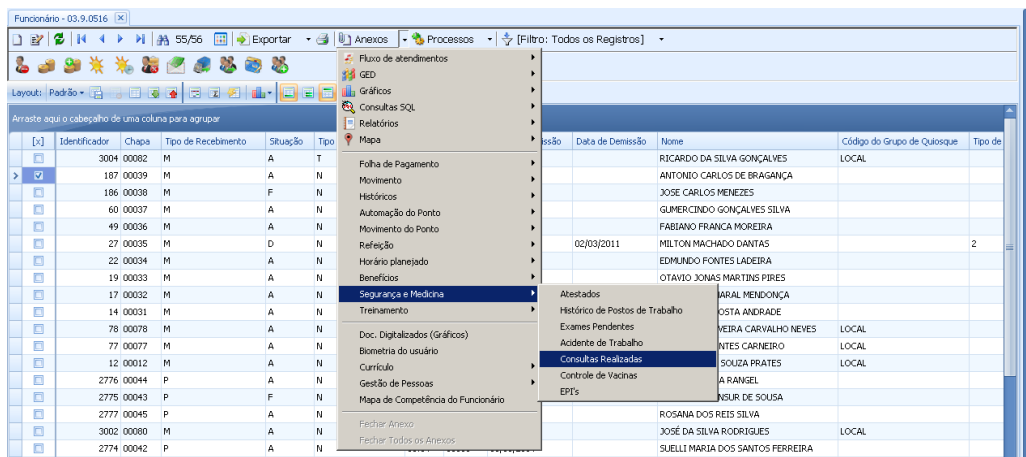 Funcionário - 03.9.0516
55/56 Exportar Anexos Processos [Filtro: Todos os Registros]
Layout: Padrão
Arraste aqui o cabeçalho de uma coluna para agrupar
[x] Identificador Chapa Tipo de Recebimento Situação Tipo issão Data de Demissão Nome Código do Grupo de Quiosque Tipo de
3004 00082 M A T RICARDO DA SILVA GONÇALVES LOCAL
187 00039 M A N ANTONIO CARLOS DE BRAGANÇA
186 00038 M F N JOSE CARLOS MENEZES
60 00037 M A N GUMERCINDO GONÇALVES SILVA
49 00036 M A N FABIANO FRANCA MOREIRA
27 00035 M D N 02/03/2011 MILTON MACHADO DANTAS 2
22 00034 M A N EDMUNDO FONTES LADEIRA
19 00033 M A N OTAVIO JONAS MARTINS PIRES
17 00032 M A N ARAL MENDONÇA
14 00031 M A N OSTA ANDRADE
78 00078 M A N VEIRA CARVALHO NEVES LOCAL
77 00077 M A N NTES CARNEIRO LOCAL
12 00012 M A N SOUZA PRATES LOCAL
2776 00044 P A N A RANGEL
2775 00043 P F N NSUR DE SOUSA
2777 00045 P A N ROSANA DOS REIS SILVA
3002 00080 M A N JOSÉ DA SILVA RODRIGUES LOCAL
2774 00042 P A N SUELLI MARIA DOS SANTOS FERREIRA
Fluxo de atendimentos
GED
Gráficos
Consultas SQL
Relatórios
Mapa
Folha de Pagamento
Movimento
Históricos
Automação do Ponto
Movimento do Ponto
Refeição
Horário planejado
Benefícios
Segurança e Medicina
Treinamento
Doc. Digitalizados (Gráficos)
Biometria do usuário
Currículo
Gestão de Pessoas
Mapa de Competência do Funcionário
Fechar Anexo
Fechar Todos os Anexos
Atestados
Histórico de Postos de Trabalho
Exames Pendentes
Acidente de Trabalho
Consultas Realizadas
Controle de Vacinas
EPI's